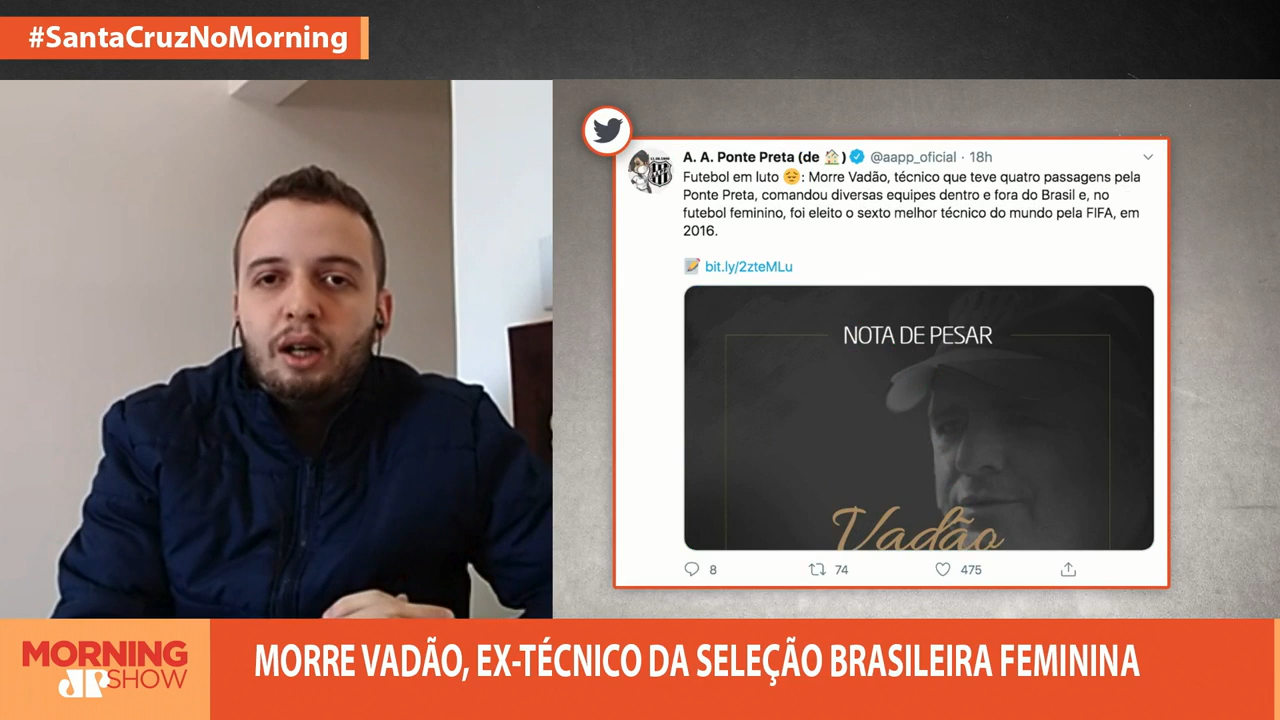 #SantaCruzNoMorning
A. A. Ponte Preta (de 🏠) @aapp_oficial · 18h
Futebol em luto 😔: Morre Vadão, técnico que teve quatro passagens pela
Ponte Preta, comandou diversas equipes dentro e fora do Brasil e, no
futebol feminino, foi eleito o sexto melhor técnico do mundo pela FIFA, em
2016.
📝 bit.ly/2zteMLu
NOTA DE PESAR
Vadão
8 74 475
MORNING
JP SHOW
MORRE VADÃO, EX-TÉCNICO DA SELEÇÃO BRASILEIRA FEMININA